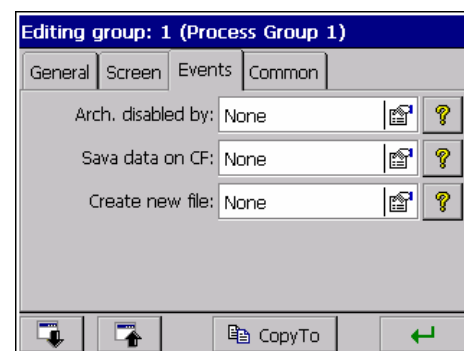 Editing group: 1 (Process Group 1)
General Screen Events Common
Arch. disabled by: None ?
Sava data on CF: None ?
Create new file: None ?
CopyTo